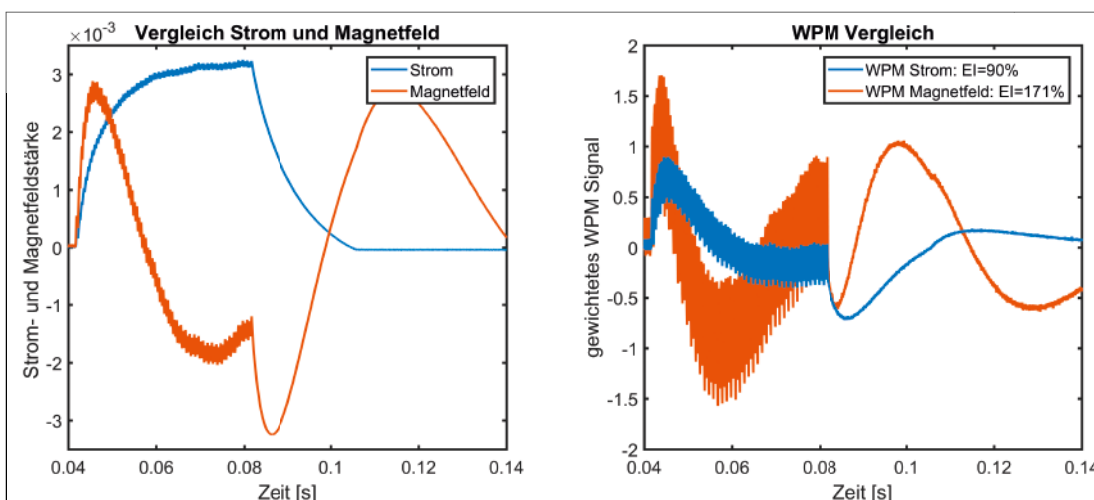 Vergleich Strom und Magnetfeld
×10⁻³
Strom- und Magnetfeldstärke
3
2
1
0
-1
-2
-3
Strom
Magnetfeld
0.04 0.06 0.08 0.1 0.12 0.14
Zeit [s]
WPM Vergleich
gewichtetes WPM Signal
2
1.5
1
0.5
0
-0.5
-1
-1.5
-2
WPM Strom: EI=90%
WPM Magnetfeld: EI=171%
0.04 0.06 0.08 0.1 0.12 0.14
Zeit [s]